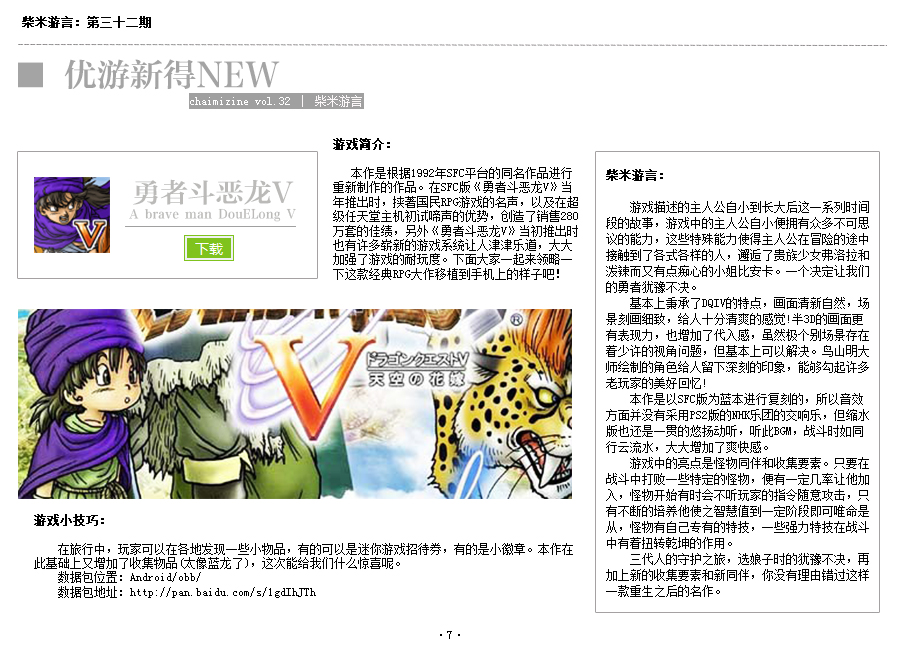 柴米游言：第三十二期
优游新得NEW
chaimizine vol.32 | 柴米游言
勇者斗恶龙V
A brave man DouELong V
下载
V
游戏简介：
本作是根据1992年SFC平台的同名作品进行
重新制作的作品。在SFC版《勇者斗恶龙V》当
年推出时，挟著国民RPG游戏的名声，以及在超
级任天堂主机初试啼声的优势，创造了销售280
万套的佳绩，另外《勇者斗恶龙V》当初推出时
也有许多崭新的游戏系统让人津津乐道，大大
加强了游戏的耐玩度。下面大家一起来领略一
下这款经典RPG大作移植到手机上的样子吧！
V
®
ドラゴンクエストV
天空の花嫁
游戏小技巧：
在旅行中，玩家可以在各地发现一些小物品，有的可以是迷你游戏招待券，有的是小徽章。本作在
此基础上又增加了收集物品(太像蓝龙了)，这次能给我们什么惊喜呢。
数据包位置：Android/obb/
数据包地址：http://pan.baidu.com/s/1gdIhJTh
柴米游言：
游戏描述的主人公自小到长大后这一系列时间
段的故事，游戏中的主人公自小便拥有众多不可思
议的能力，这些特殊能力使得主人公在冒险的途中
接触到了各式各样的人，邂逅了贵族少女弗洛拉和
泼辣而又有点痴心的小姐比安卡。一个决定让我们
的勇者犹豫不决。
基本上秉承了DQIV的特点，画面清新自然，场
景刻画细致，给人十分清爽的感觉!半3D的画面更
有表现力，也增加了代入感，虽然极个别场景存在
着少许的视角问题，但基本上可以解决。鸟山明大
师绘制的角色给人留下深刻的印象，能够勾起许多
老玩家的美好回忆!
本作是以SFC版为蓝本进行复刻的，所以音效
方面并没有采用PS2版的NHK乐团的交响乐，但缩水
版也还是一贯的悠扬动听，听此BGM，战斗时如同
行云流水，大大增加了爽快感。
游戏中的亮点是怪物同伴和收集要素。只要在
战斗中打败一些特定的怪物，便有一定几率让他加
入，怪物开始有时会不听玩家的指令随意攻击，只
有不断的培养他使之智慧值到一定阶段即可唯命是
从，怪物有自己专有的特技，一些强力特技在战斗
中有着扭转乾坤的作用。
三代人的守护之旅，选娘子时的犹豫不决，再
加上新的收集要素和新同伴，你没有理由错过这样
一款重生之后的名作。
·7·